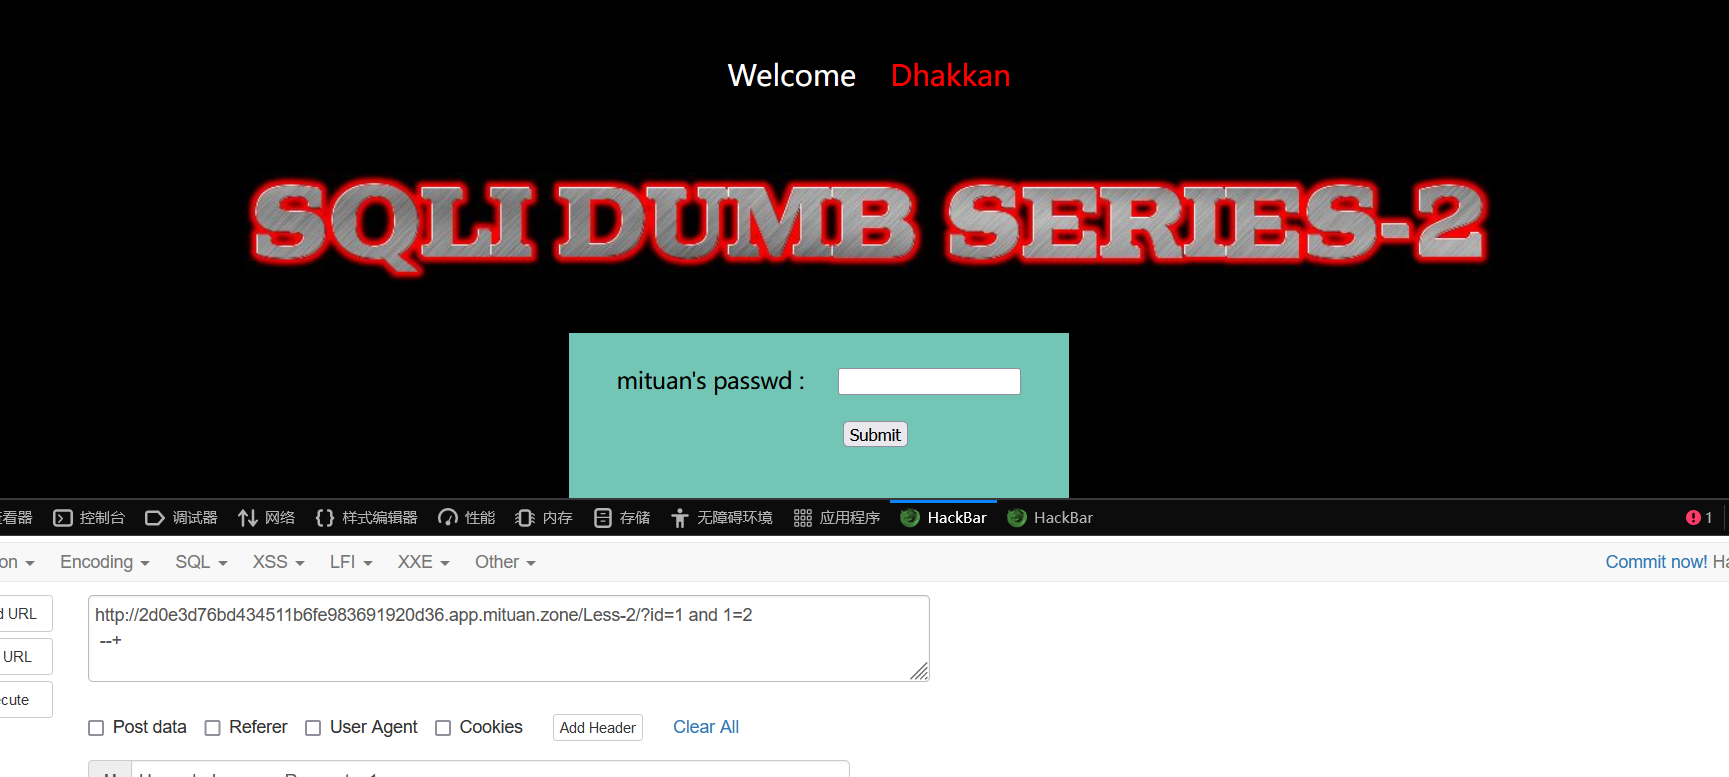 Welcome Dhakkan
SQLI DUMB SERIES-2
mituan's passwd :
Submit
看器 控制台 调试器 网络 样式编辑器 性能 内存 存储 无障碍环境 应用程序 HackBar HackBar 1
on Encoding SQL XSS LFI XXE Other Commit now! Ha
d URL
http://2d0e3d76bd434511b6fe983691920d36.app.mituan.zone/Less-2/?id=1 and 1=2
--+
URL
cute
Post data Referer User Agent Cookies Add Header Clear All